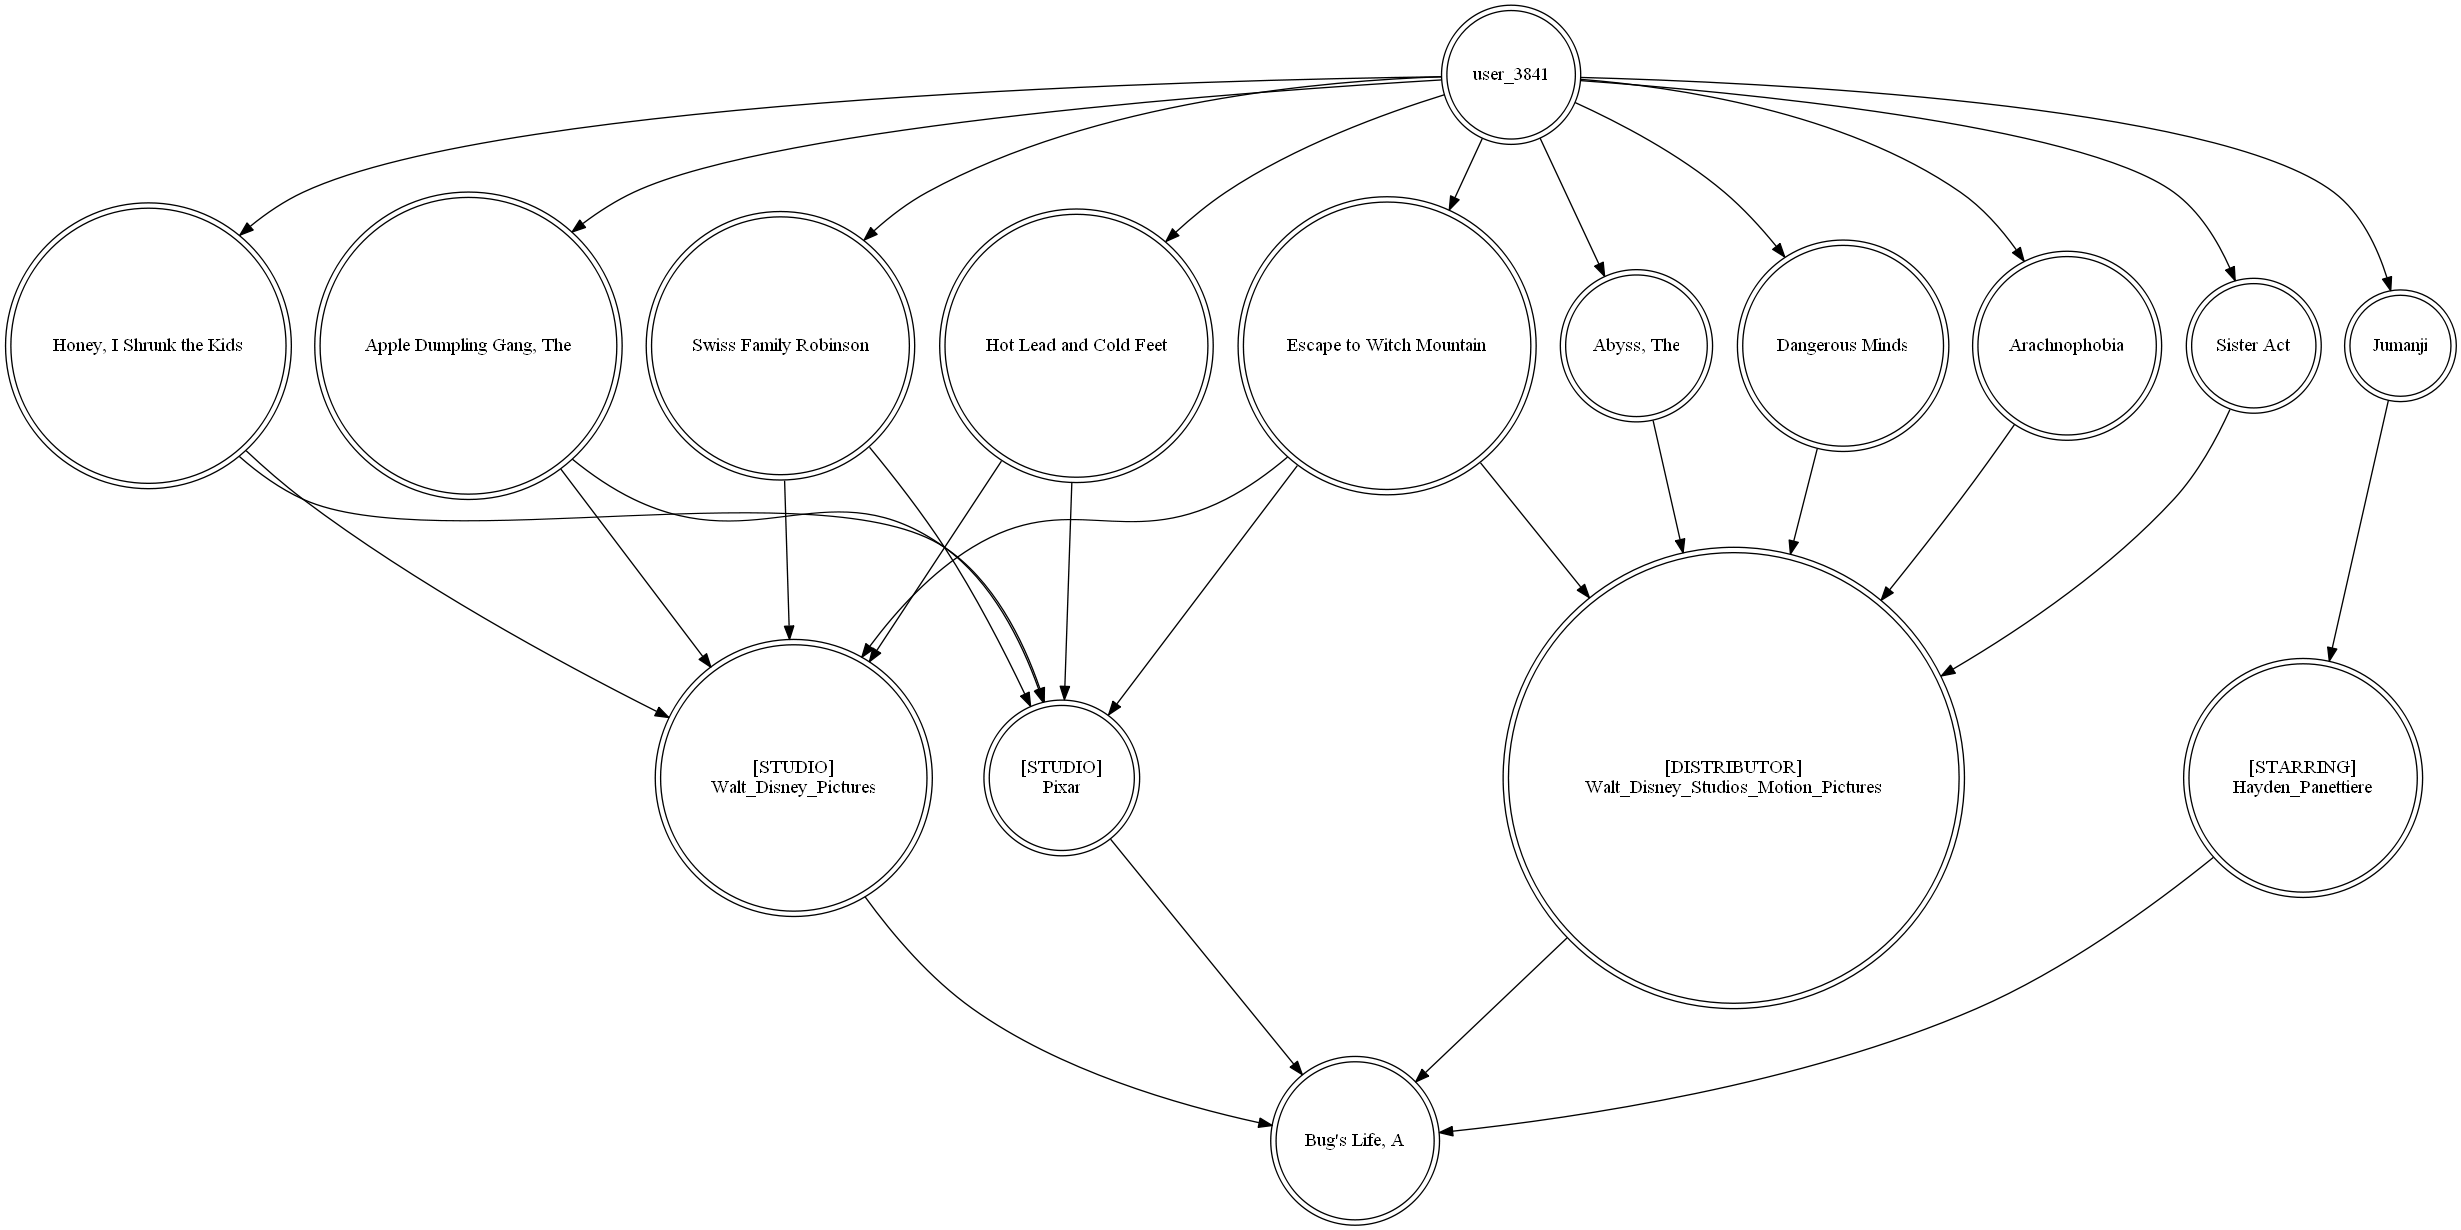 user_3841
Honey, I Shrunk the Kids
Apple Dumpling Gang, The
Swiss Family Robinson
Hot Lead and Cold Feet
Escape to Witch Mountain
Abyss, The
Dangerous Minds
Arachnophobia
Sister Act
Jumanji
[STUDIO]
Walt_Disney_Pictures
[STUDIO]
Pixar
[DISTRIBUTOR]
Walt_Disney_Studios_Motion_Pictures
[STARRING]
Hayden_Panettiere
Bug's Life, A